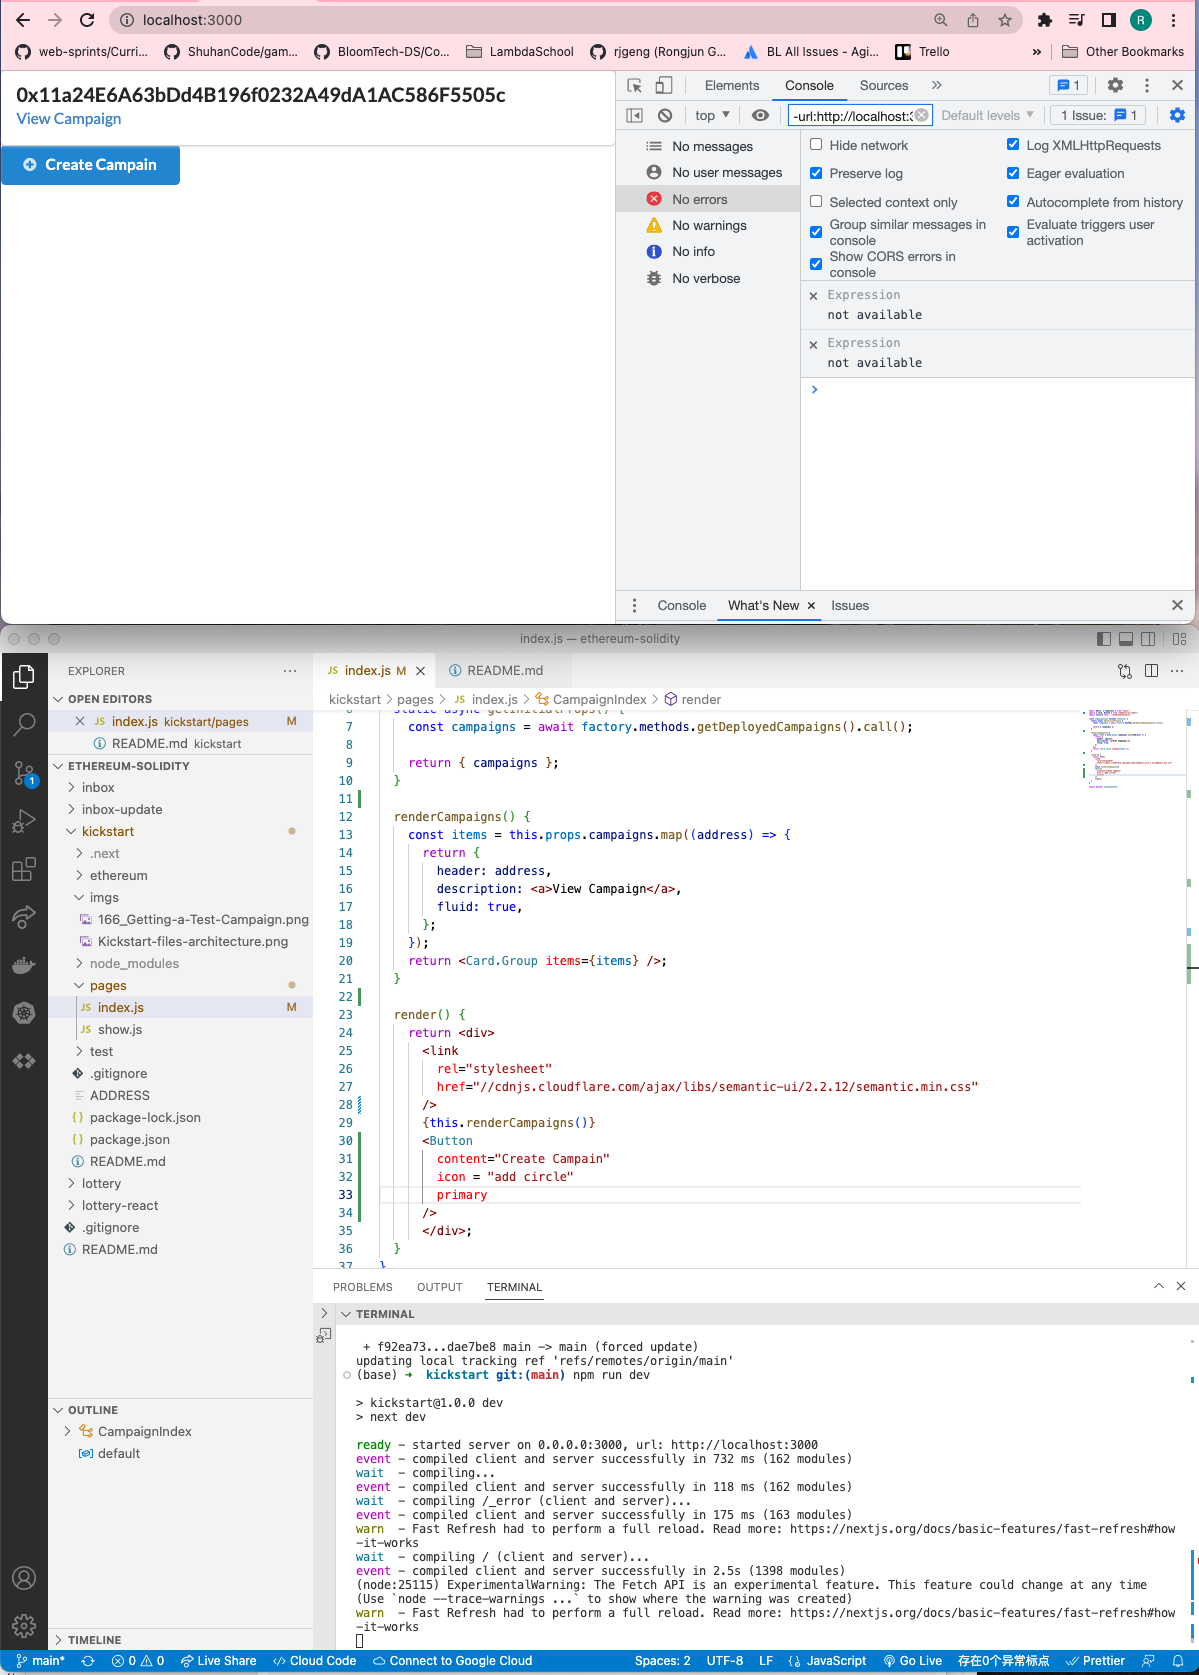 localhost:3000
R
web-sprints/Curri...
ShuhanCode/gam...
BloomTech-DS/Co...
LambdaSchool
rjgeng (Rongjun G...
BL All Issues - Agi...
Trello
»
Other Bookmarks
0x11a24E6A63bDd4B196f0232A49dA1AC586F5505c
View Campaign
Create Campain
Elements
Console
Sources
»
1
top
-url:http://localhost:3
Default levels
1 Issue:
1
No messages
No user messages
No errors
No warnings
No info
No verbose
Hide network
Log XMLHttpRequests
Preserve log
Eager evaluation
Selected context only
Autocomplete from history
Group similar messages in
console
Evaluate triggers user
activation
Show CORS errors in
console
Expression
not available
Expression
not available
Console
What's New
Issues
index.js — ethereum-solidity
EXPLORER
OPEN EDITORS
JS index.js kickstart/pages M
README.md kickstart
ETHEREUM-SOLIDITY
inbox
inbox-update
kickstart
.next
ethereum
imgs
166_Getting-a-Test-Campaign.png
Kickstart-files-architecture.png
node_modules
pages
JS index.js M
JS show.js
test
.gitignore
ADDRESS
package-lock.json
package.json
README.md
lottery
lottery-react
.gitignore
README.md
OUTLINE
CampaignIndex
default
TIMELINE
1
JS index.js M
README.md
kickstart > pages > JS index.js > CampaignIndex > render
6 static async getInitialProps() {
7 const campaigns = await factory.methods.getDeployedCampaigns().call();
8
9 return { campaigns };
10 }
11
12 renderCampaigns() {
13 const items = this.props.campaigns.map((address) => {
14 return {
15 header: address,
16 description: <a>View Campaign</a>,
17 fluid: true,
18 };
19 });
20 return <Card.Group items={items} />;
21 }
22
23 render() {
24 return <div>
25 <link
26 rel="stylesheet"
27 href="//cdnjs.cloudflare.com/ajax/libs/semantic-ui/2.2.12/semantic.min.css"
28 />
29 {this.renderCampaigns()}
30 <Button
31 content="Create Campain"
32 icon = "add circle"
33 primary
34 />
35 </div>;
36 }
37 }
PROBLEMS
OUTPUT
TERMINAL
TERMINAL
+ f92ea73...dae7be8 main -> main (forced update)
updating local tracking ref 'refs/remotes/origin/main'
(base) → kickstart git:(main) npm run dev
> kickstart@1.0.0 dev
> next dev
ready - started server on 0.0.0.0:3000, url: http://localhost:3000
event - compiled client and server successfully in 732 ms (162 modules)
wait - compiling...
event - compiled client and server successfully in 118 ms (162 modules)
wait - compiling /_error (client and server)...
event - compiled client and server successfully in 175 ms (163 modules)
warn - Fast Refresh had to perform a full reload. Read more: https://nextjs.org/docs/basic-features/fast-refresh#how
-it-works
wait - compiling / (client and server)...
event - compiled client and server successfully in 2.5s (1398 modules)
(node:25115) ExperimentalWarning: The Fetch API is an experimental feature. This feature could change at any time
(Use `node --trace-warnings ...` to show where the warning was created)
warn - Fast Refresh had to perform a full reload. Read more: https://nextjs.org/docs/basic-features/fast-refresh#how
-it-works
main*
0
0
Live Share
Cloud Code
Connect to Google Cloud
Spaces: 2
UTF-8
LF
JavaScript
Go Live
存在0个异常标点
Prettier